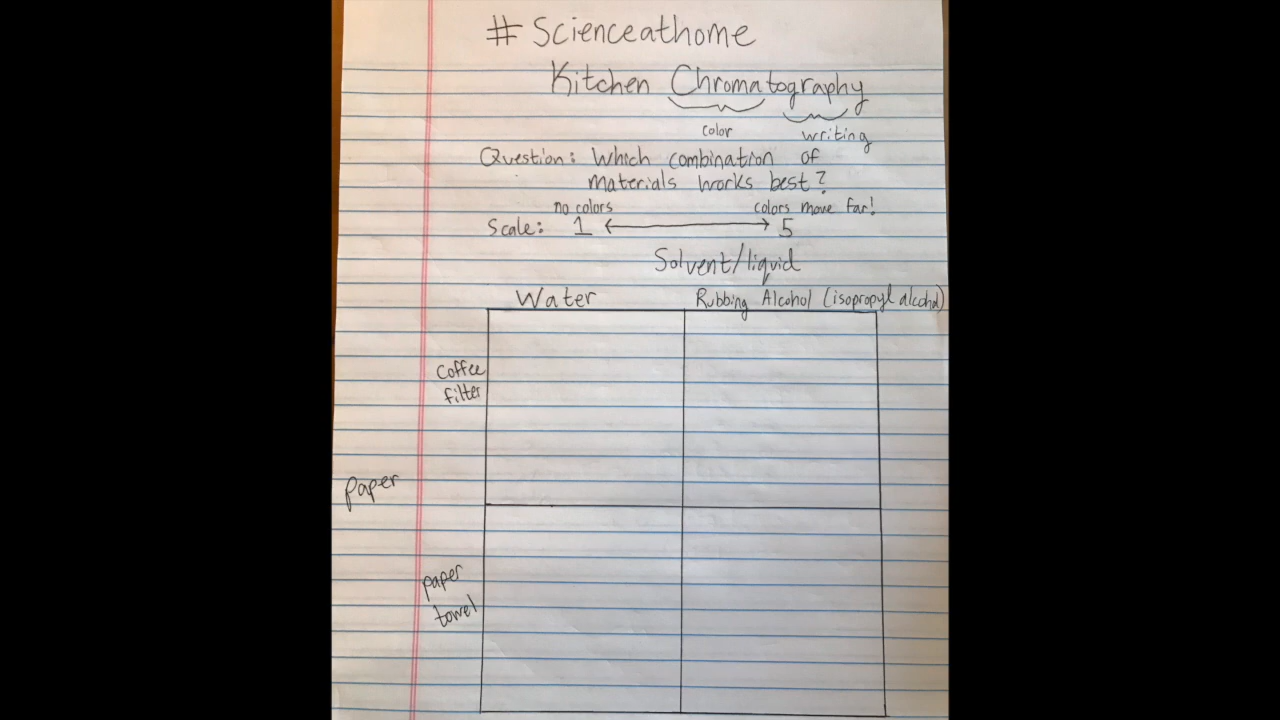 # Scienceathome
Kitchen Chromatography
color writing
Question: Which combination of
materials works best?
no colors colors move far!
Scale: 1 5
Solvent/liquid
Water Rubbing Alcohol (isopropyl alcohol)
coffee
filter
paper
paper
towel